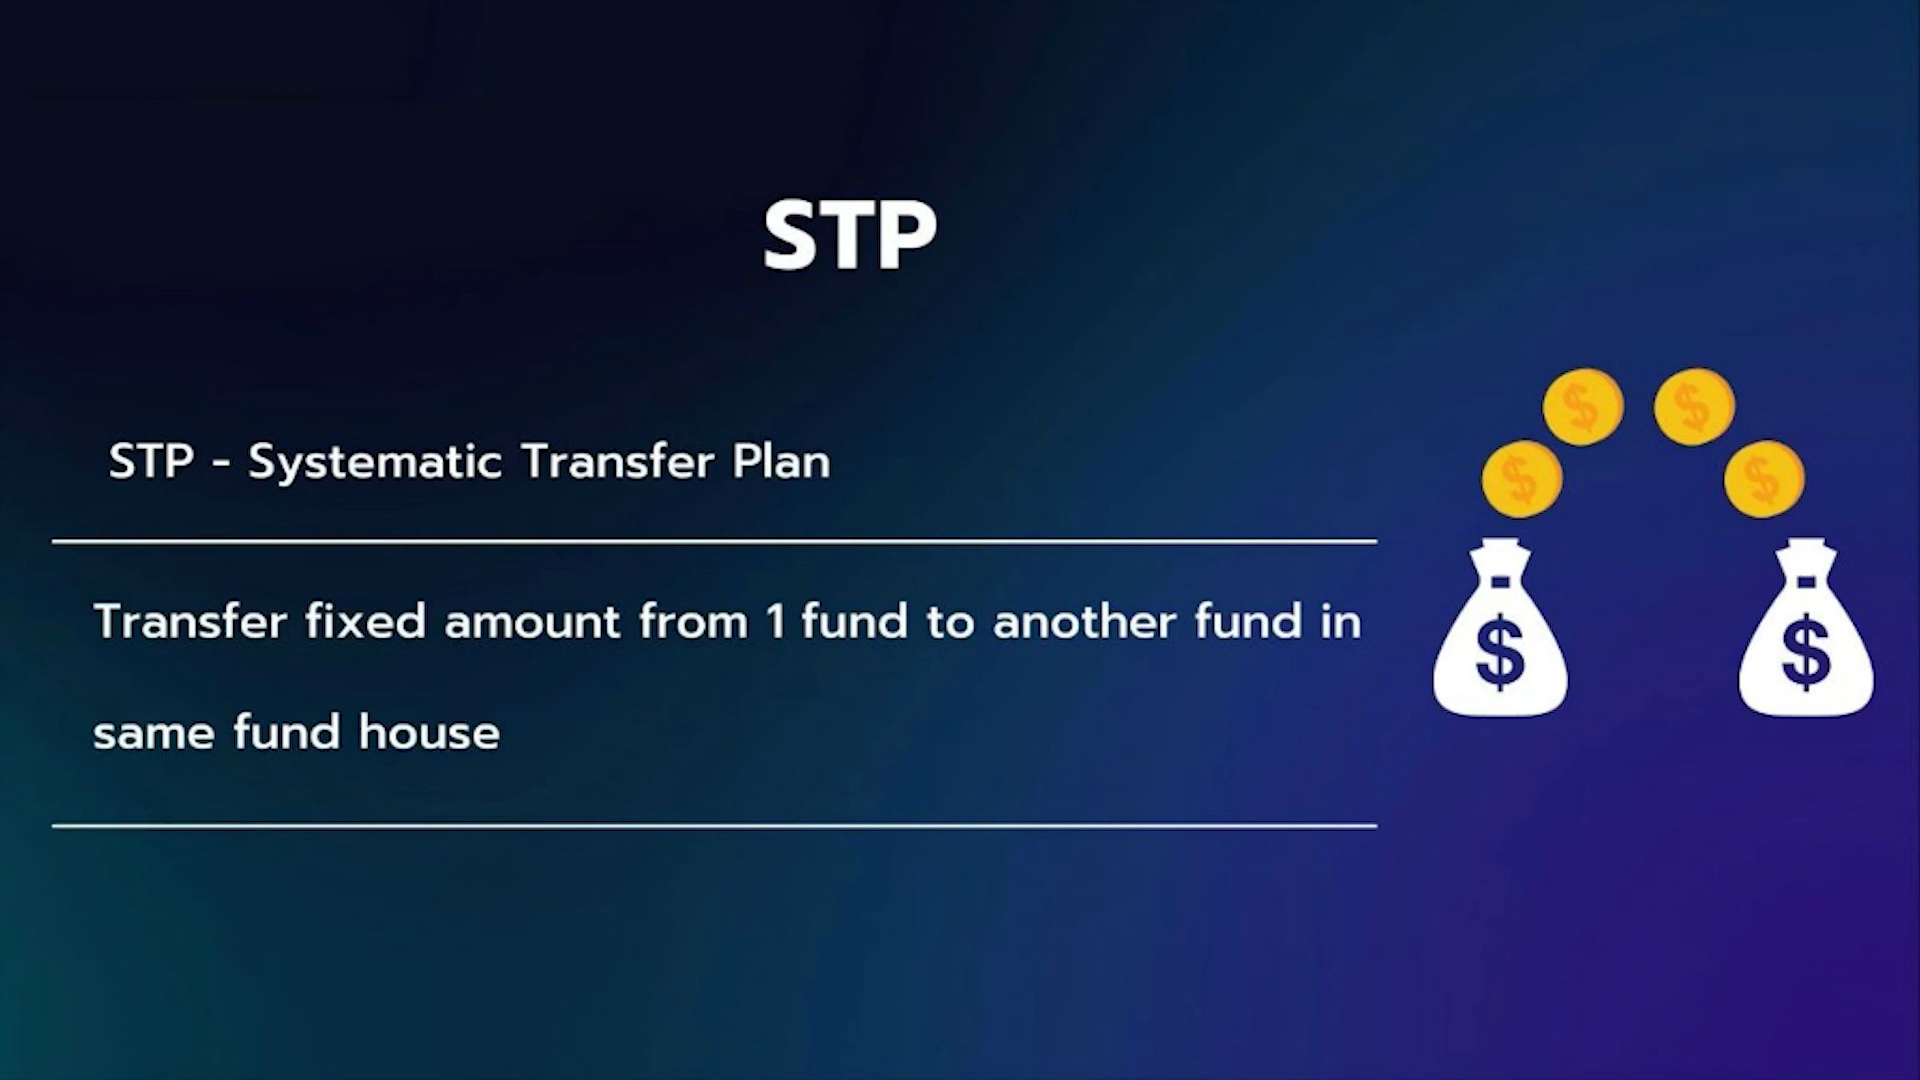 STP
STP - Systematic Transfer Plan
Transfer fixed amount from 1 fund to another fund in
same fund house
$ $
$ $
$ $